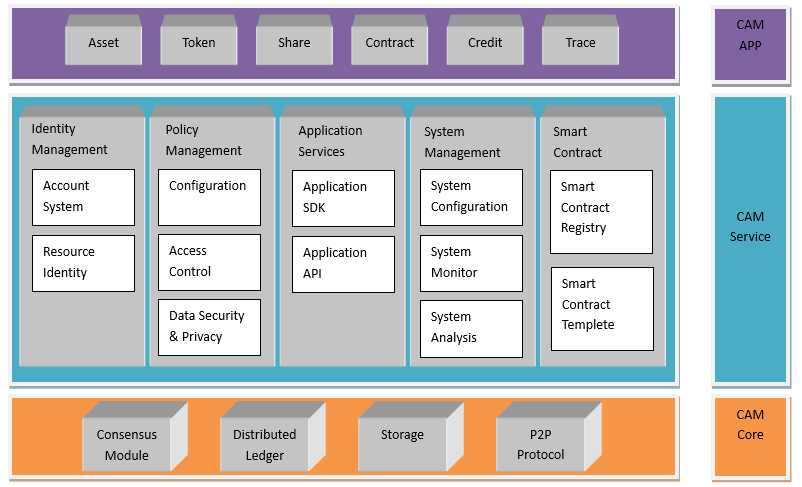 Asset
Token
Share
Contract
Credit
Trace
CAM
APP
Identity
Management
Account
System
Resource
Identity
Policy
Management
Configuration
Access
Control
Data Security
& Privacy
Application
Services
Application
SDK
Application
API
System
Management
System
Configuration
System
Monitor
System
Analysis
Smart
Contract
Smart
Contract
Registry
Smart
Contract
Templete
CAM
Service
Consensus
Module
Distributed
Ledger
Storage
P2P
Protocol
CAM
Core